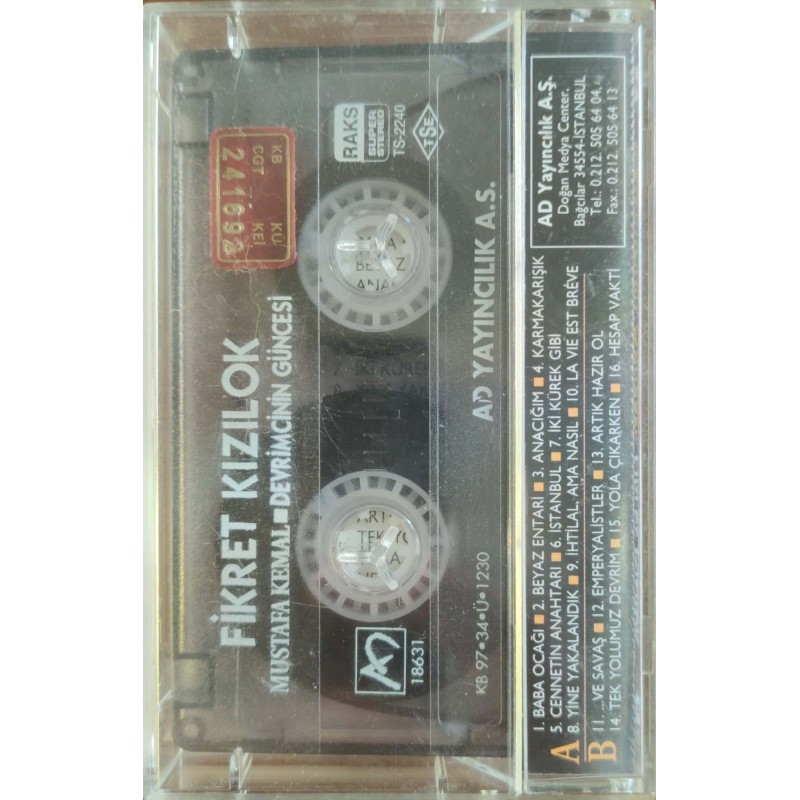 FİKRET KIZILOK
MUSTAFA KEMAL ■ DEVRİMCİNİN GÜNCESİ
KB KÜ
CGT KEI
241692
RAKS
SUPER
STEREO
TS-2240
TSE
18631
KB 97•34•Ü•1230
AD YAYINCILIK A.Ş.
A
1. BABA OCAĞI ■ 2. BEYAZ ENTARİ ■ 3. ANACIĞIM ■ 4. KARMAKARIŞIK
5. CENNETİN ANAHTARI ■ 6. İSTANBUL ■ 7. İKİ KÜREK GİBİ
8. YİNE YAKALANDIK ■ 9. İHTİLAL, AMA NASIL ■ 10. LA VIE EST BRÈVE
B
11. ...VE SAVAŞ ■ 12. EMPERYALİSTLER ■ 13. ARTIK HAZIR OL
14. TEK YOLUMUZ DEVRİM ■ 15. YOLA ÇIKARKEN ■ 16. HESAP VAKTİ
AD Yayıncılık A.Ş.
Doğan Medya Center,
Bağcılar 34554-İSTANBUL
Tel.: 0.212. 505 64 04
Fax.: 0.212. 505 64 13